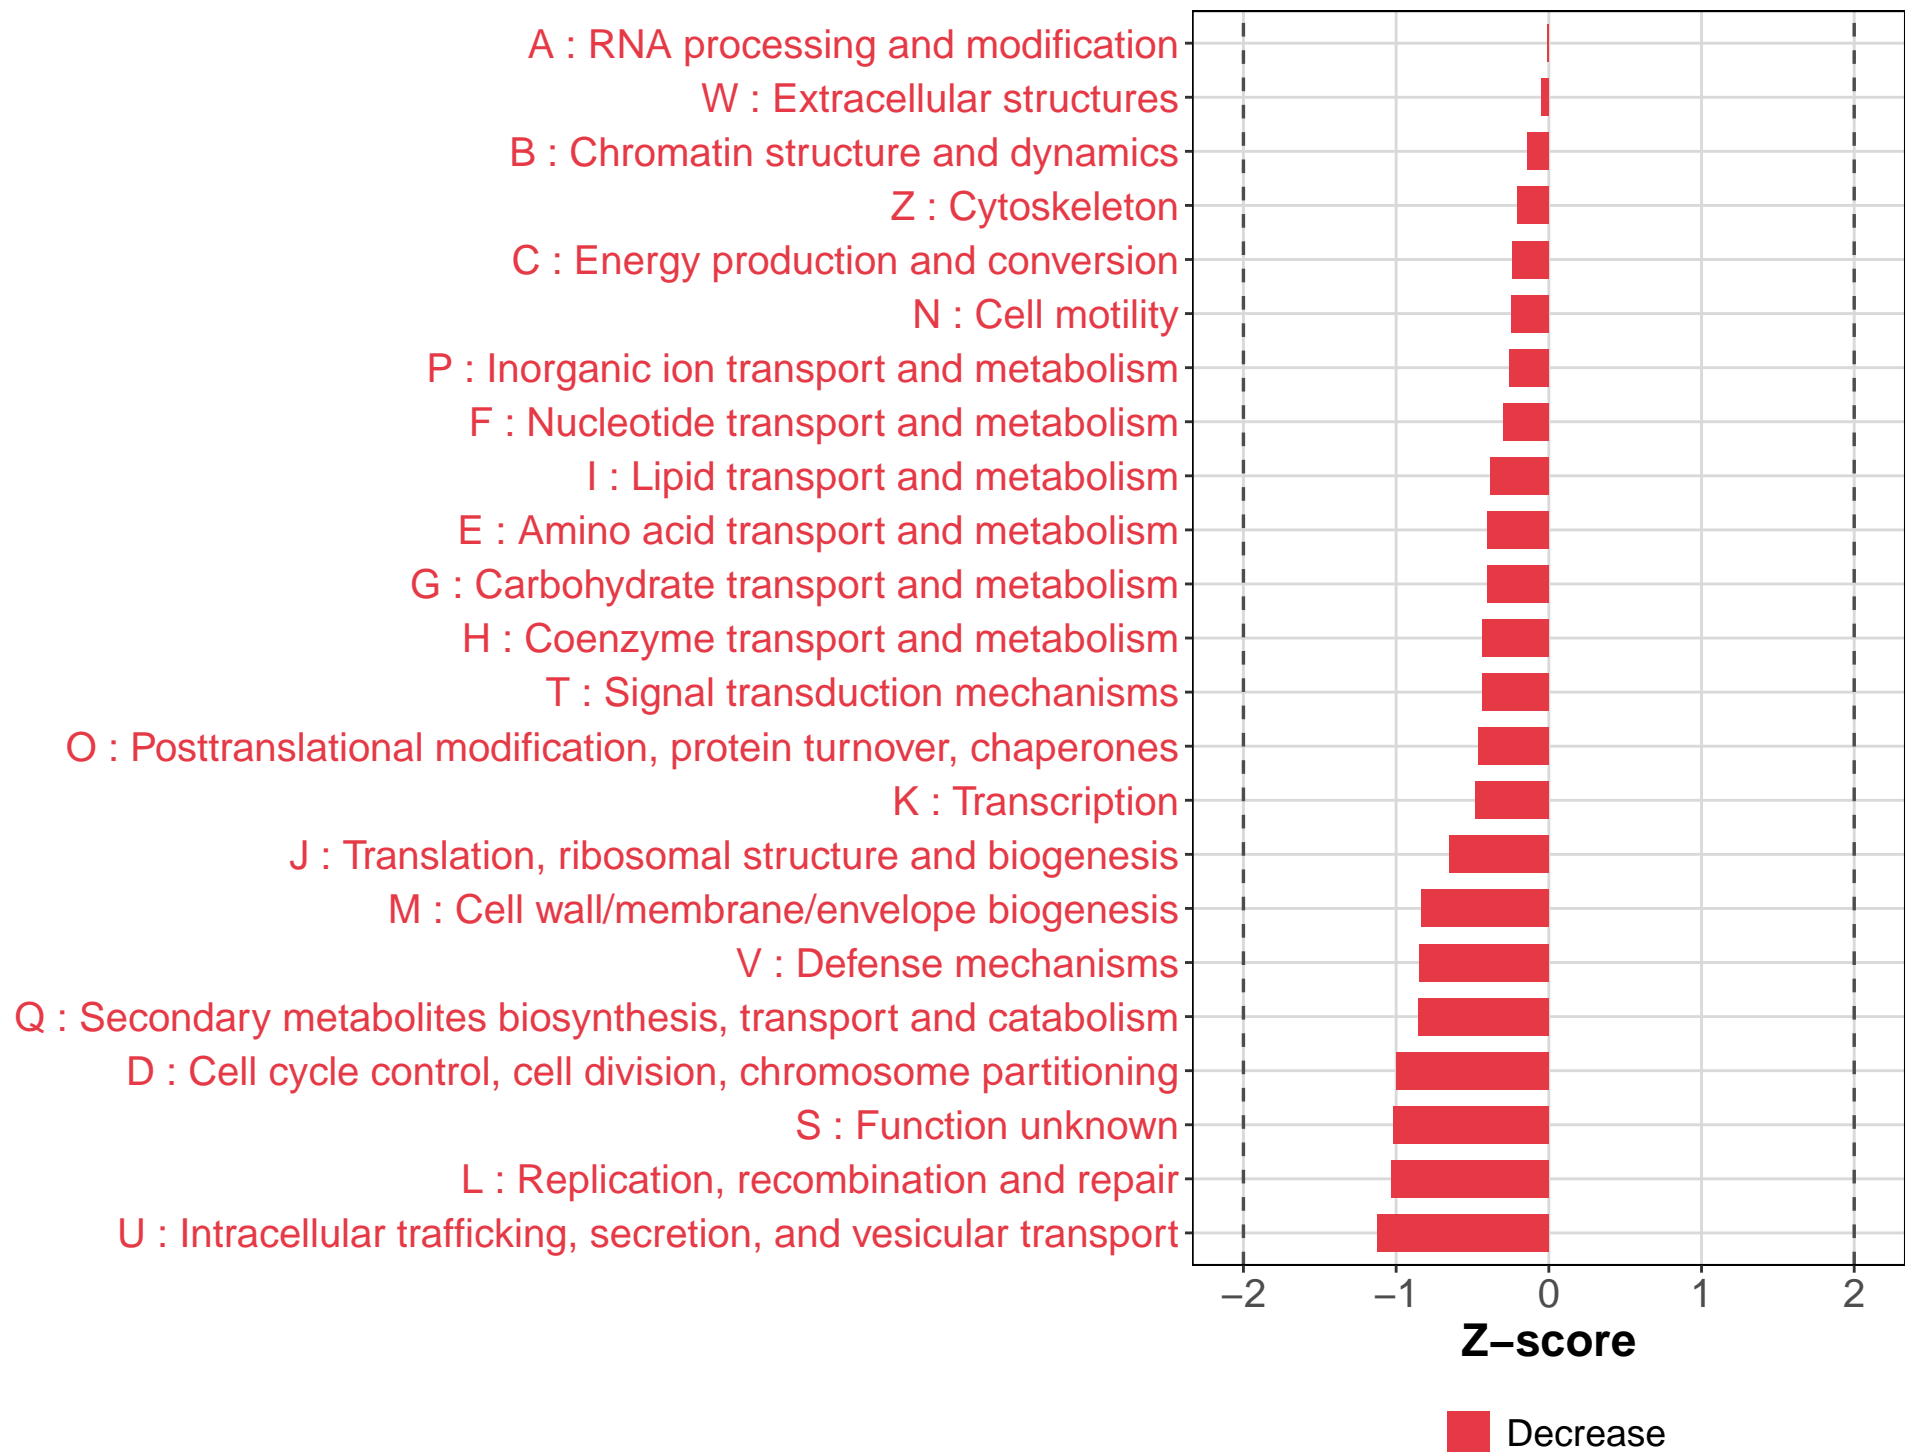 A : RNA processing and modification
W : Extracellular structures
B : Chromatin structure and dynamics
Z : Cytoskeleton
C : Energy production and conversion
N : Cell motility
P : Inorganic ion transport and metabolism
F : Nucleotide transport and metabolism
I : Lipid transport and metabolism
E : Amino acid transport and metabolism
G : Carbohydrate transport and metabolism
H : Coenzyme transport and metabolism
T : Signal transduction mechanisms
O : Posttranslational modification, protein turnover, chaperones
K : Transcription
J : Translation, ribosomal structure and biogenesis
M : Cell wall/membrane/envelope biogenesis
V : Defense mechanisms
Q : Secondary metabolites biosynthesis, transport and catabolism
D : Cell cycle control, cell division, chromosome partitioning
S : Function unknown
L : Replication, recombination and repair
U : Intracellular trafficking, secretion, and vesicular transport
−2 −1 0 1 2
Z−score
Decrease